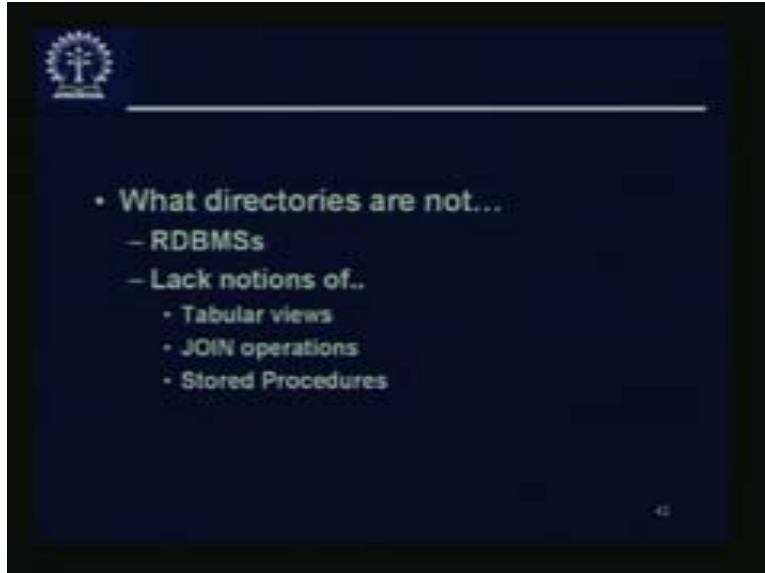 • What directories are not...
– RDBMSs
– Lack notions of..
• Tabular views
• JOIN operations
• Stored Procedures